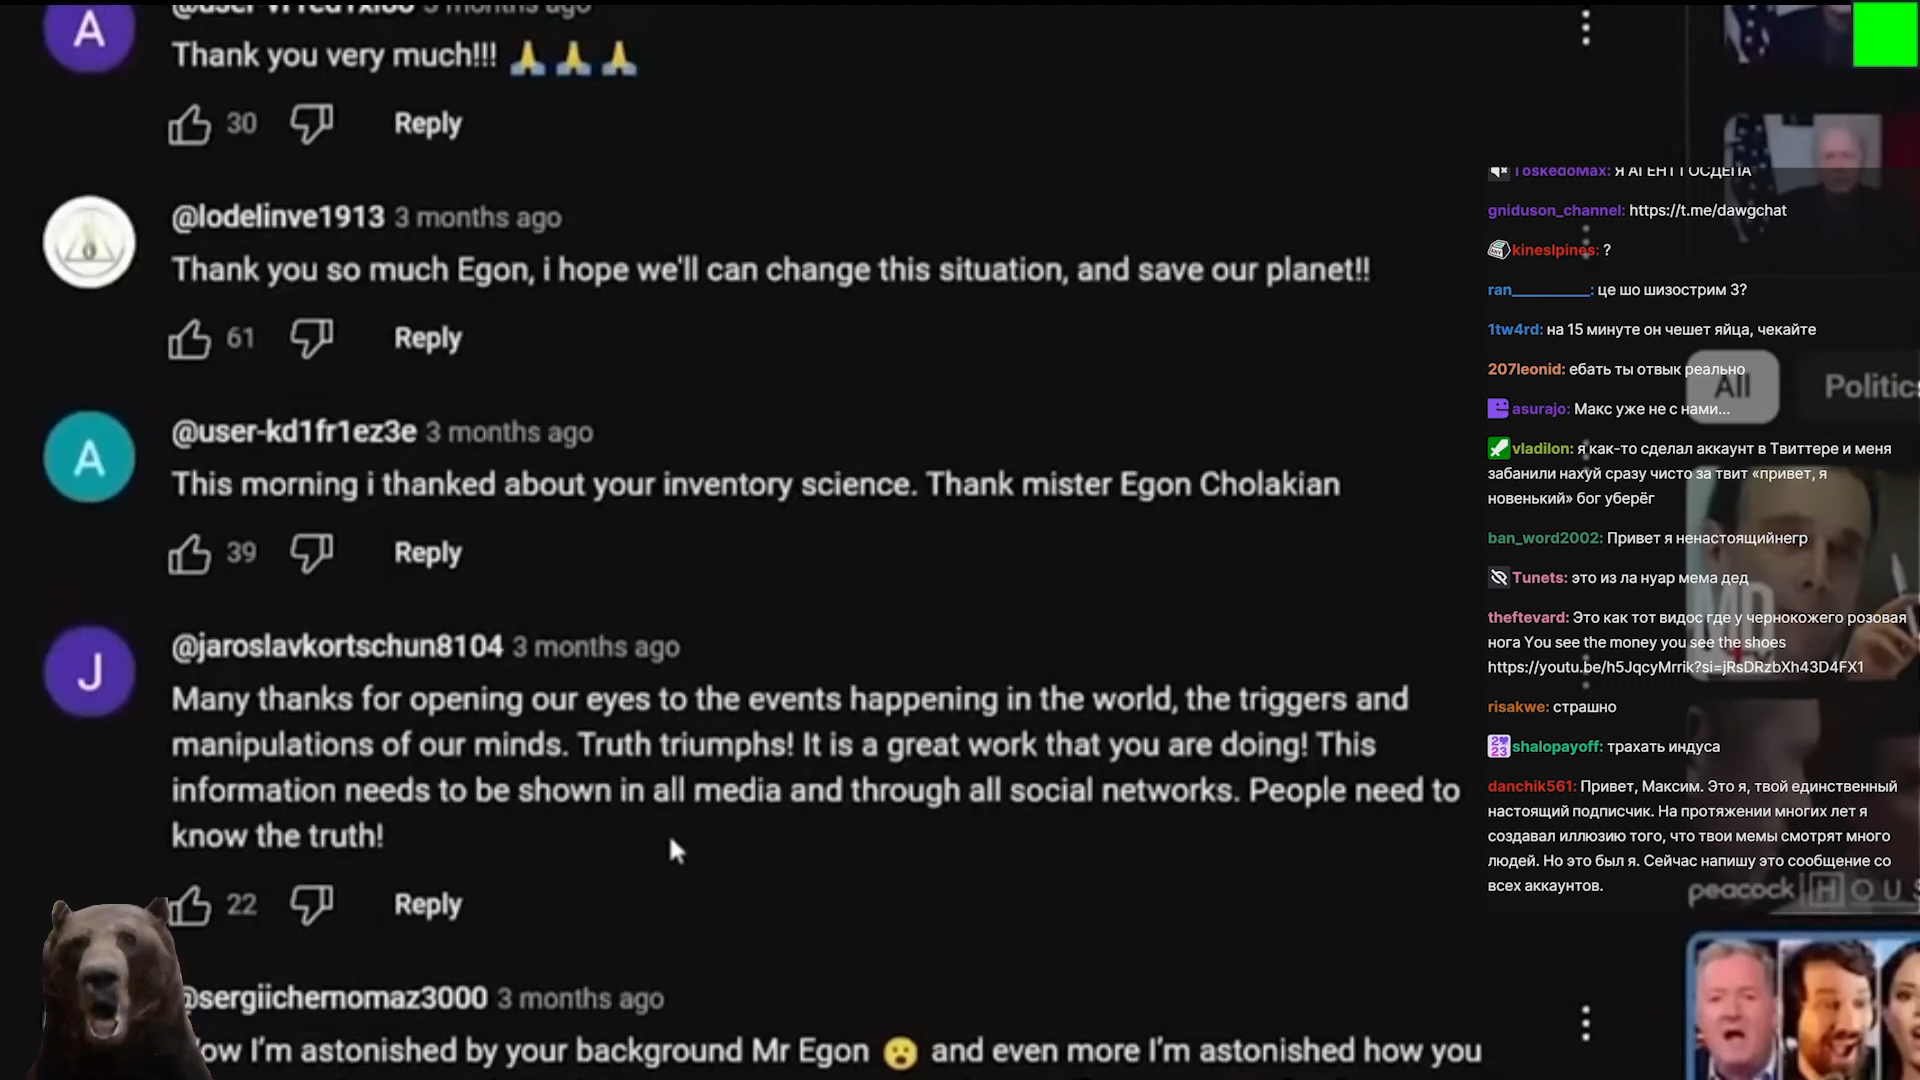 3 months ago
Thank you very much!!! 🙏🙏🙏
30 Reply
@lodelinve1913 3 months ago
Thank you so much Egon, i hope we'll can change this situation, and save our planet!!
61 Reply
@user-kd1fr1ez3e 3 months ago
This morning i thanked about your inventory science. Thank mister Egon Cholakian
39 Reply
@jaroslavkortschun8104 3 months ago
Many thanks for opening our eyes to the events happening in the world, the triggers and
manipulations of our minds. Truth triumphs! It is a great work that you are doing! This
information needs to be shown in all media and through all social networks. People need to
know the truth!
22 Reply
@sergiichernomaz3000 3 months ago
ow I'm astonished by your background Mr Egon 😮 and even more I'm astonished how you
ToskedoMax: Я АГЕНТ ГОСДЕПА
gniduson_channel: https://t.me/dawgchat
kineslpines: ?
ran__________: це шо шизострим 3?
1tw4rd: на 15 минуте он чешет яйца, чекайте
207leonid: ебать ты отвык реально
asurajo: Макс уже не с нами...
vladilon: я как-то сделал аккаунт в Твиттере и меня
забанили нахуй сразу чисто за твит «привет, я
новенький» бог уберёг
ban_word2002: Привет я ненастоящийнегр
Tunets: это из ла нуар мема дед
theftevard: Это как тот видос где у чернокожего розовая
нога You see the money you see the shoes
https://youtu.be/h5JqcyMrrik?si=jRsDRzbXh43D4FX1
risakwe: страшно
shalopayoff: трахать индуса
danchik561: Привет, Максим. Это я, твой единственный
настоящий подписчик. На протяжении многих лет я
создавал иллюзию того, что твои мемы смотрят много
людей. Но это был я. Сейчас напишу это сообщение со
всех аккаунтов.
A
A
J
All Politics
peacock HOUS